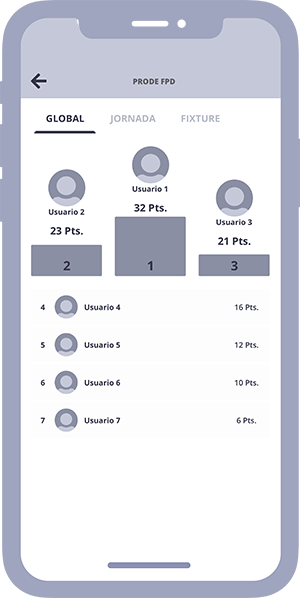 PRODE FPD
GLOBAL JORNADA FIXTURE
Usuario 1
32 Pts.
Usuario 2
23 Pts.
Usuario 3
21 Pts.
2 1 3
4 Usuario 4 16 Pts.
5 Usuario 5 12 Pts.
6 Usuario 6 10 Pts.
7 Usuario 7 6 Pts.